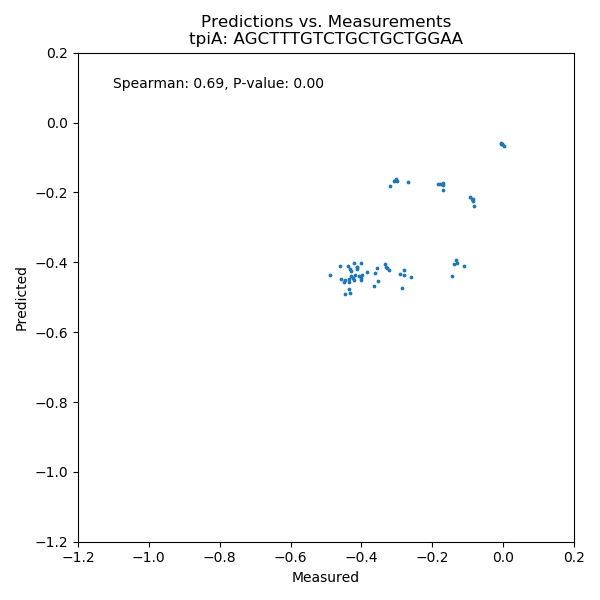 Predictions vs. Measurements
tpiA: AGCTTTGTCTGCTGCTGGAA
Spearman: 0.69, P-value: 0.00
0.2
0.0
−0.2
−0.4
−0.6
−0.8
−1.0
−1.2
Predicted
−1.2 −1.0 −0.8 −0.6 −0.4 −0.2 0.0 0.2
Measured